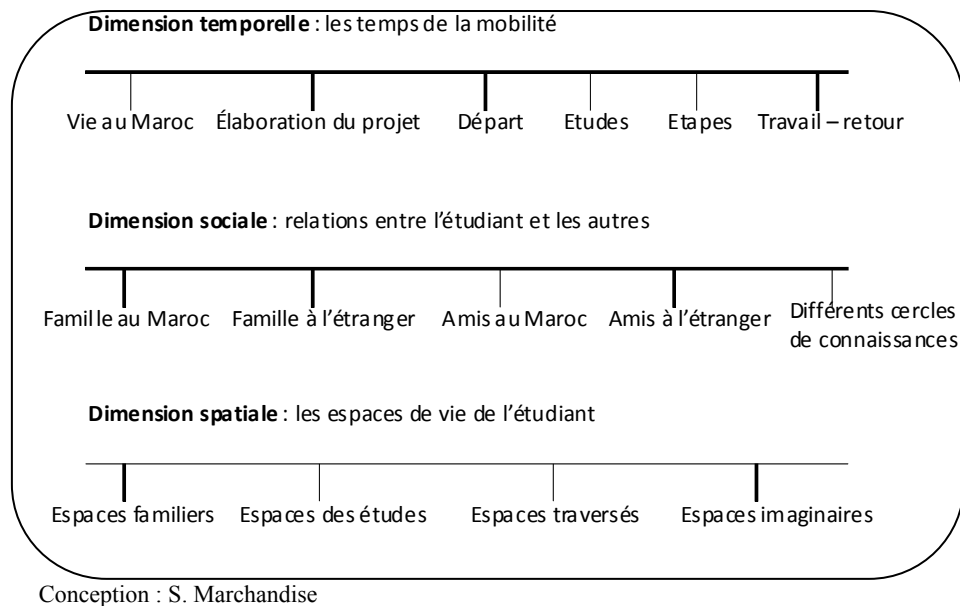 Dimension temporelle : les temps de la mobilité
Vie au Maroc Élaboration du projet Départ Etudes Etapes Travail – retour
Dimension sociale : relations entre l'étudiant et les autres
Famille au Maroc Famille à l'étranger Amis au Maroc Amis à l'étranger Différents cercles
de connaissances
Dimension spatiale : les espaces de vie de l'étudiant
Espaces familiers Espaces des études Espaces traversés Espaces imaginaires
Conception : S. Marchandise